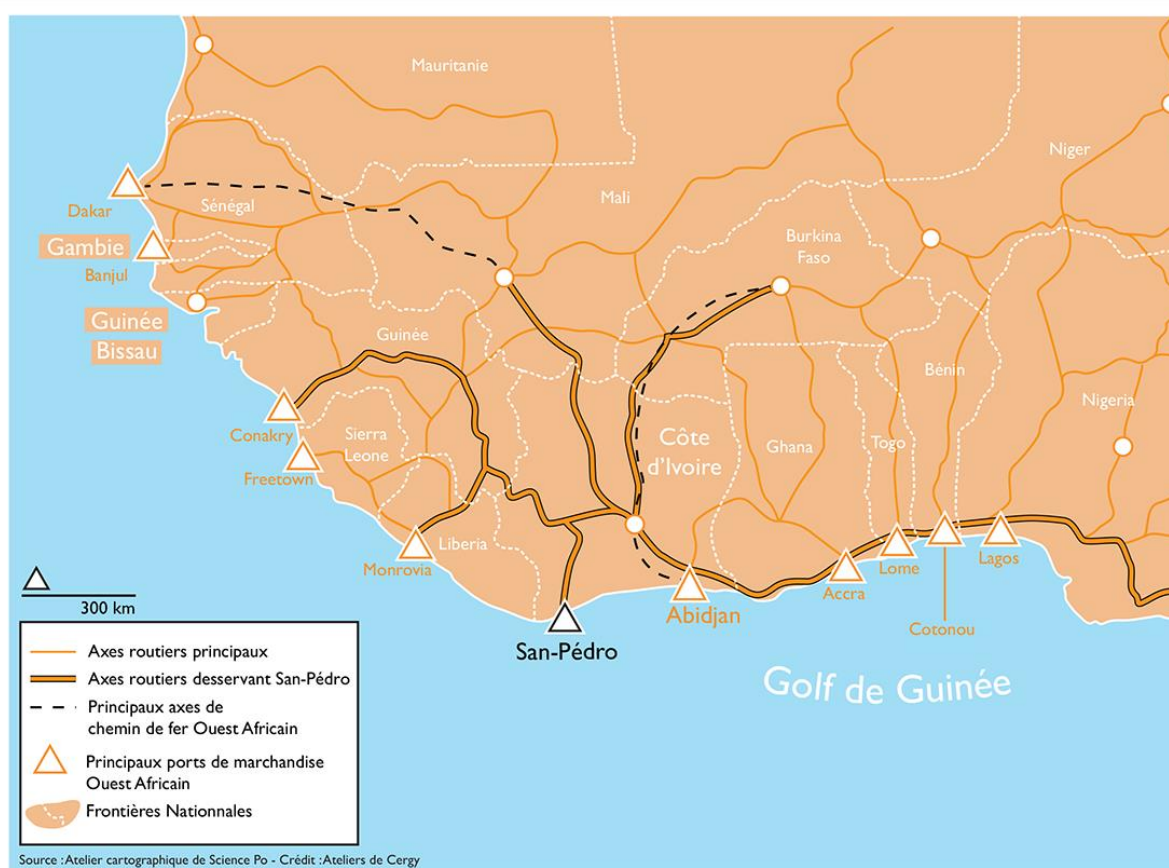 Mauritanie
Niger
Mali
Dakar
Sénégal
Gambie
Banjul
Burkina
Faso
Guinée
Bissau
Guinée
Bénin
Nigeria
Conakry
Sierra
Leone
Freetown
Côte
d'Ivoire
Ghana
Togo
Liberia
Monrovia
Lome
Lagos
Accra
Abidjan
Cotonou
San-Pédro
Golf de Guinée
300 km
Axes routiers principaux
Axes routiers desservant San-Pédro
Principaux axes de
chemin de fer Ouest Africain
Principaux ports de marchandise
Ouest Africain
Frontières Nationnales
Source : Atelier cartographique de Science Po - Crédit : Ateliers de Cergy